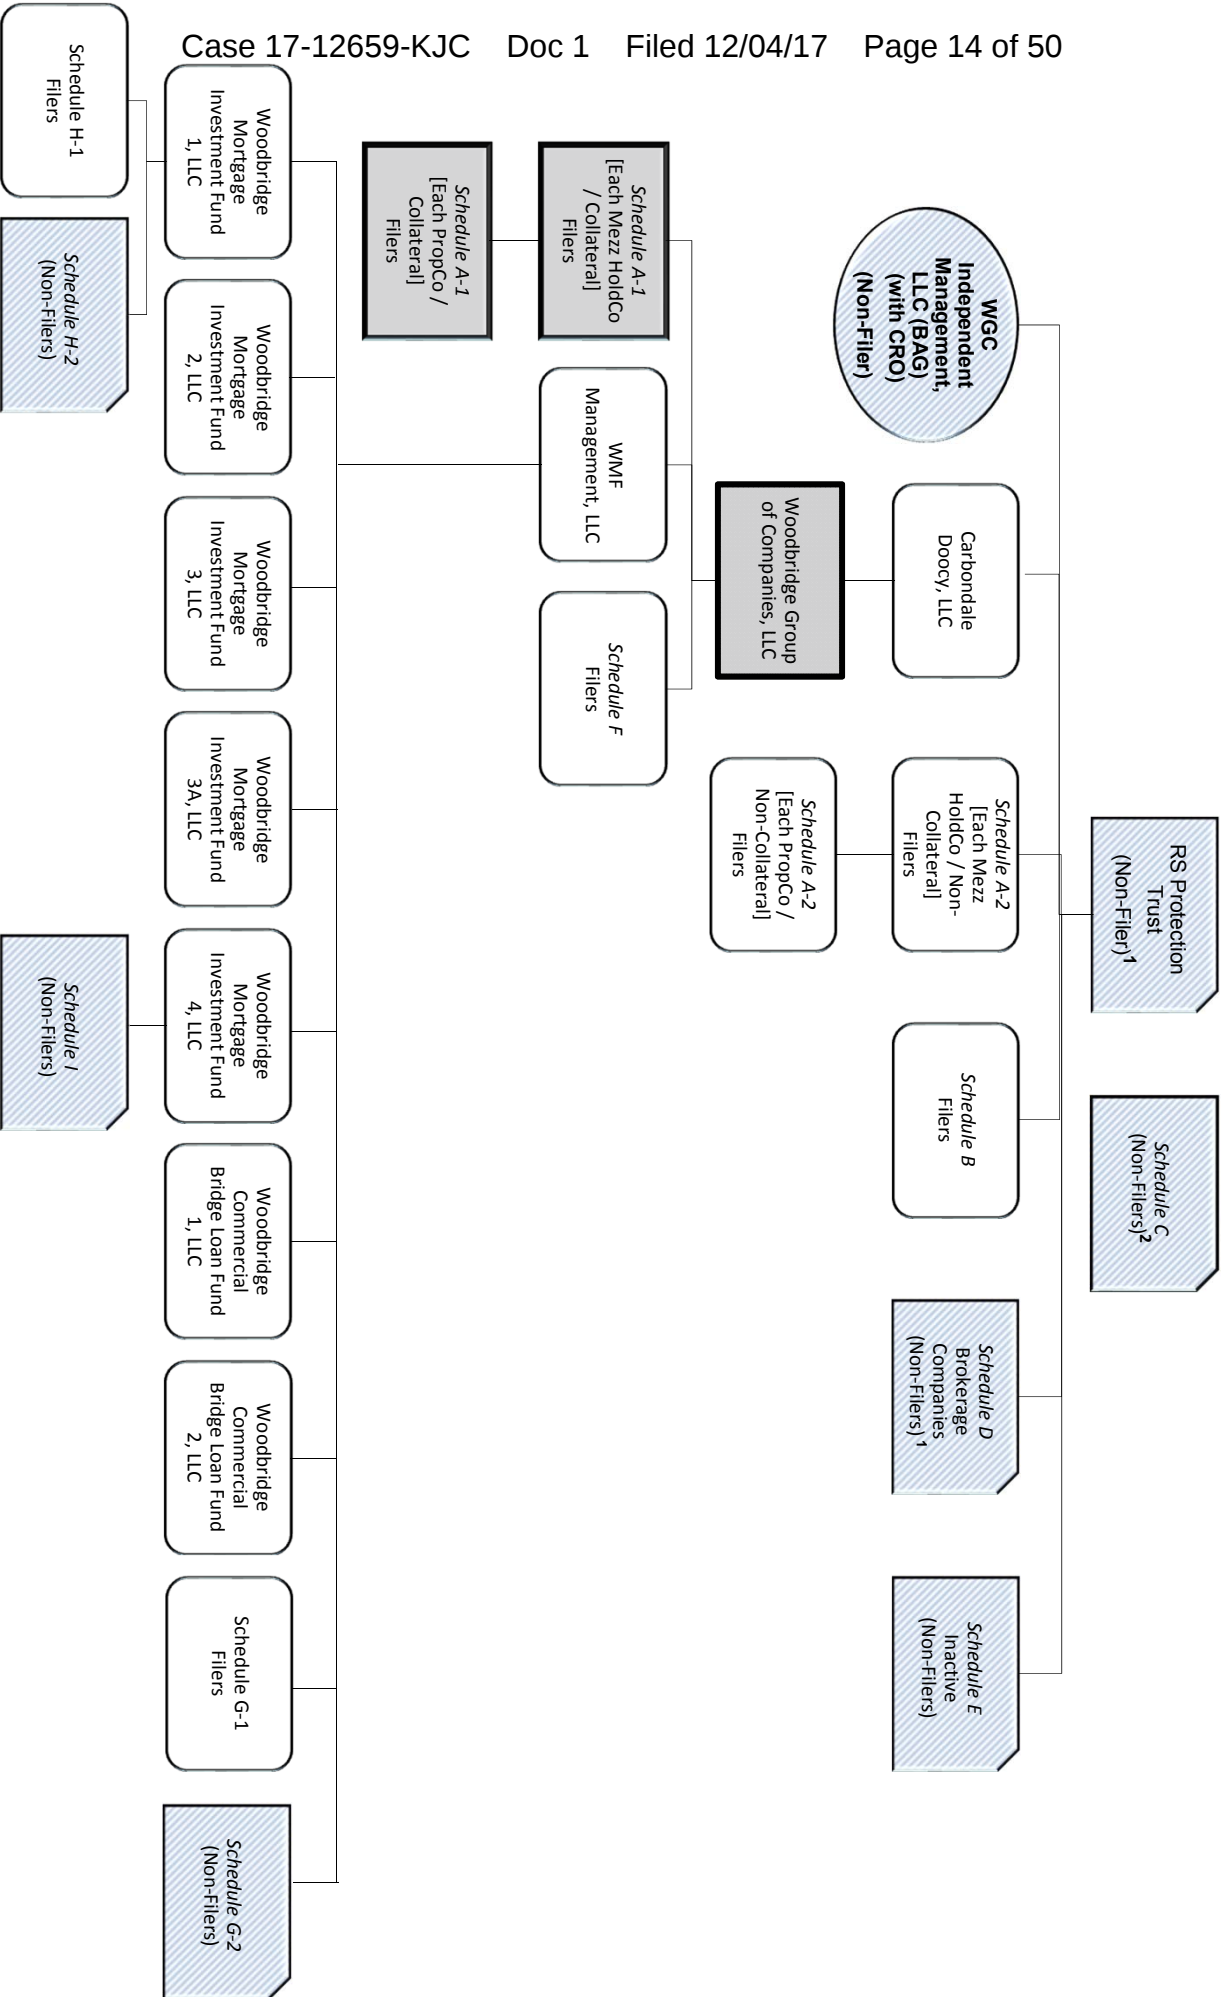 Case 17-12659-KJC Doc 1 Filed 12/04/17 Page 14 of 50
RS Protection
Trust
(Non-Filer)¹
Schedule C
(Non-Filers)²
WGC
Independent
Management,
LLC (BAG)
(with CRO)
(Non-Filer)
Carbondale
Doocy, LLC
Schedule A-2
[Each Mezz
HoldCo / Non-
Collateral]
Filers
Schedule B
Filers
Schedule D
Brokerage
Companies
(Non-Filers) ¹
Schedule E
Inactive
(Non-Filers)
Woodbridge Group
of Companies, LLC
Schedule A-2
[Each PropCo /
Non-Collateral]
Filers
Schedule A-1
[Each Mezz HoldCo
/ Collateral]
Filers
WMF
Management, LLC
Schedule F
Filers
Schedule A-1
[Each PropCo /
Collateral]
Filers
Woodbridge
Mortgage
Investment Fund
1, LLC
Woodbridge
Mortgage
Investment Fund
2, LLC
Woodbridge
Mortgage
Investment Fund
3, LLC
Woodbridge
Mortgage
Investment Fund
3A, LLC
Woodbridge
Mortgage
Investment Fund
4, LLC
Woodbridge
Commercial
Bridge Loan Fund
1, LLC
Woodbridge
Commercial
Bridge Loan Fund
2, LLC
Schedule G-1
Filers
Schedule G-2
(Non-Filers)
Schedule H-1
Filers
Schedule H-2
(Non-Filers)
Schedule I
(Non-Filers)